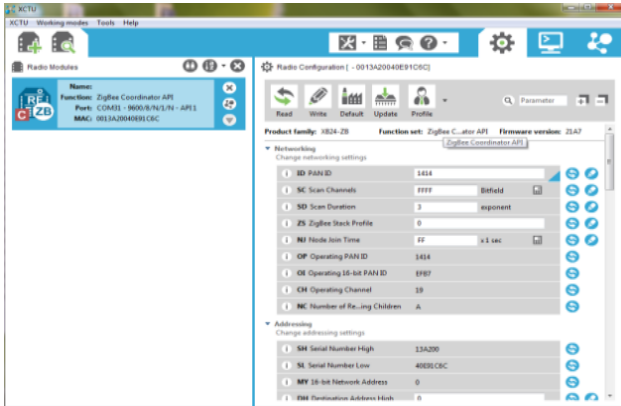 XCTU
XCTU Working modes Tools Help
Radio Modules
Name:
Function: ZigBee Coordinator API
Port: COM31 - 9600/8/N/1/N - API 1
MAC: 0013A20040E91C6C
Radio Configuration [ - 0013A20040E91C6C]
Read Write Default Update Profile
Parameter
Product family: XB24-ZB Function set: ZigBee C...ator API Firmware version: 21A7
ZigBee Coordinator API
Networking
Change networking settings
ID PAN ID 1414
SC Scan Channels FFFF Bitfield
SD Scan Duration 3 exponent
ZS ZigBee Stack Profile 0
NJ Node Join Time FF x 1 sec
OP Operating PAN ID 1414
OI Operating 16-bit PAN ID EFB7
CH Operating Channel 19
NC Number of Re...ing Children A
Addressing
Change addressing settings
SH Serial Number High 13A200
SL Serial Number Low 40E91C6C
MY 16-bit Network Address 0
DH Destination Address High 0